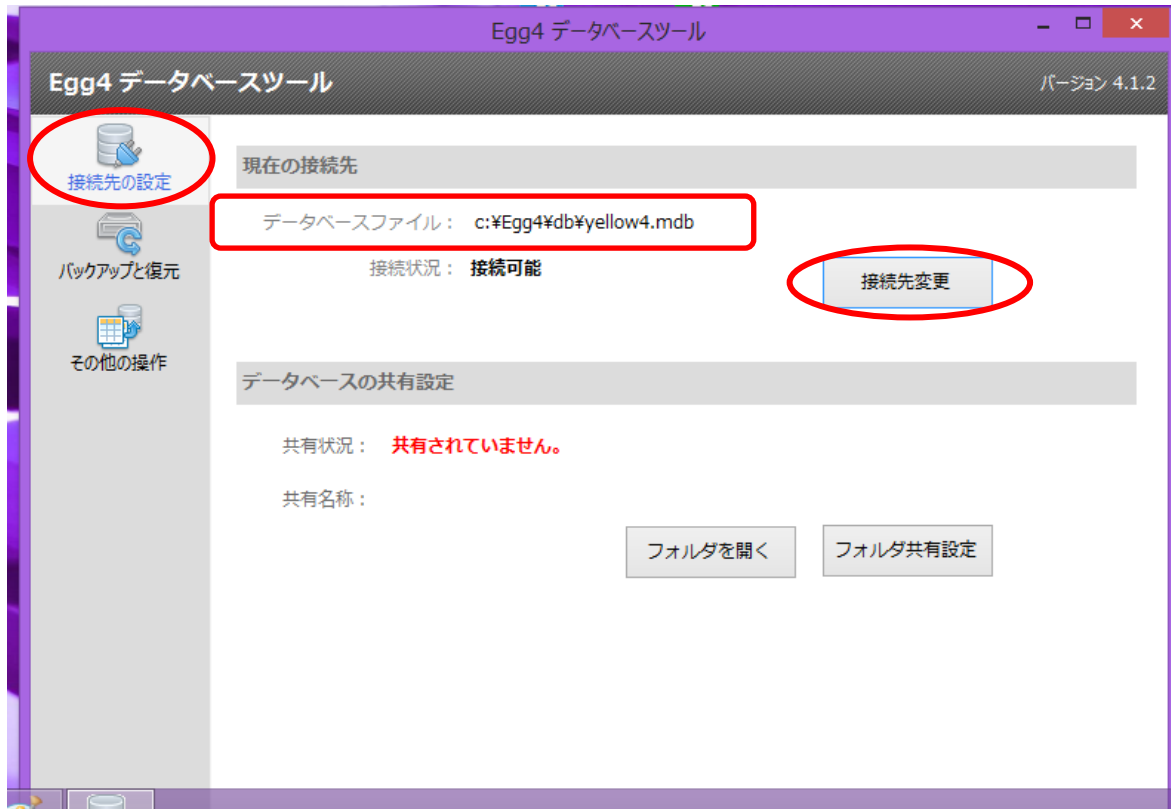 Egg4 データベースツール
Egg4 データベースツール
バージョン 4.1.2
接続先の設定
バックアップと復元
その他の操作
現在の接続先
データベースファイル： c:¥Egg4¥db¥yellow4.mdb
接続状況： 接続可能
接続先変更
データベースの共有設定
共有状況： 共有されていません。
共有名称：
フォルダを開く
フォルダ共有設定